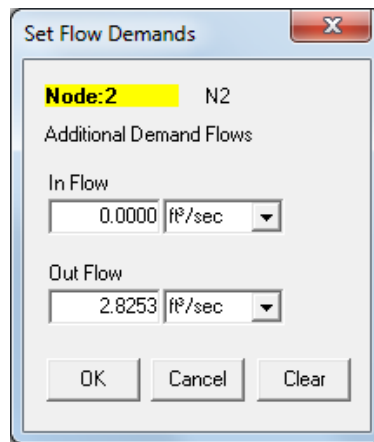 Set Flow Demands
Node:2 N2
Additional Demand Flows
In Flow
0.0000 ft³/sec
Out Flow
2.8253 ft³/sec
OK Cancel Clear